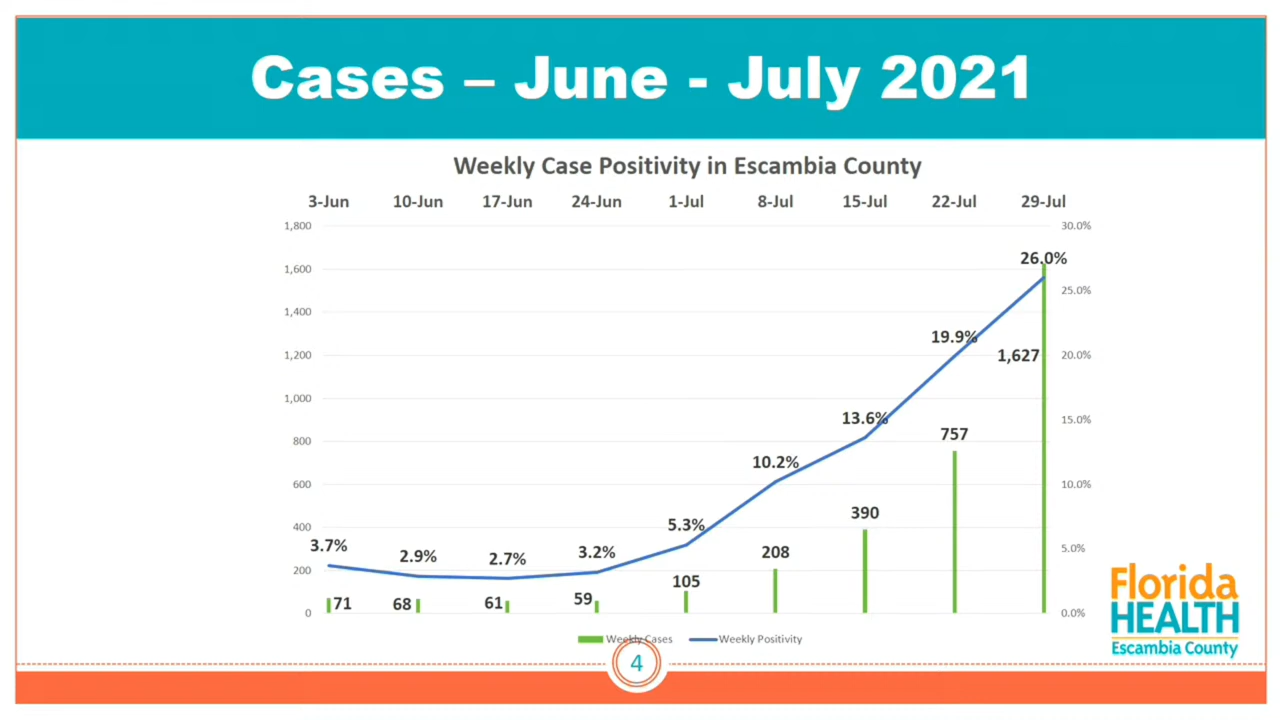 Cases – June - July 2021
Weekly Case Positivity in Escambia County
3-Jun 10-Jun 17-Jun 24-Jun 1-Jul 8-Jul 15-Jul 22-Jul 29-Jul
1,800 30.0%
26.0%
1,600
25.0%
1,400
19.9%
1,200 1,627 20.0%
1,000
13.6% 15.0%
800 757
10.2%
600 10.0%
390
400 5.3%
3.7% 2.9% 2.7% 3.2% 208 5.0%
200 105
71 68 61 59
0 0.0%
Weekly Cases Weekly Positivity
4
Florida
HEALTH
Escambia County